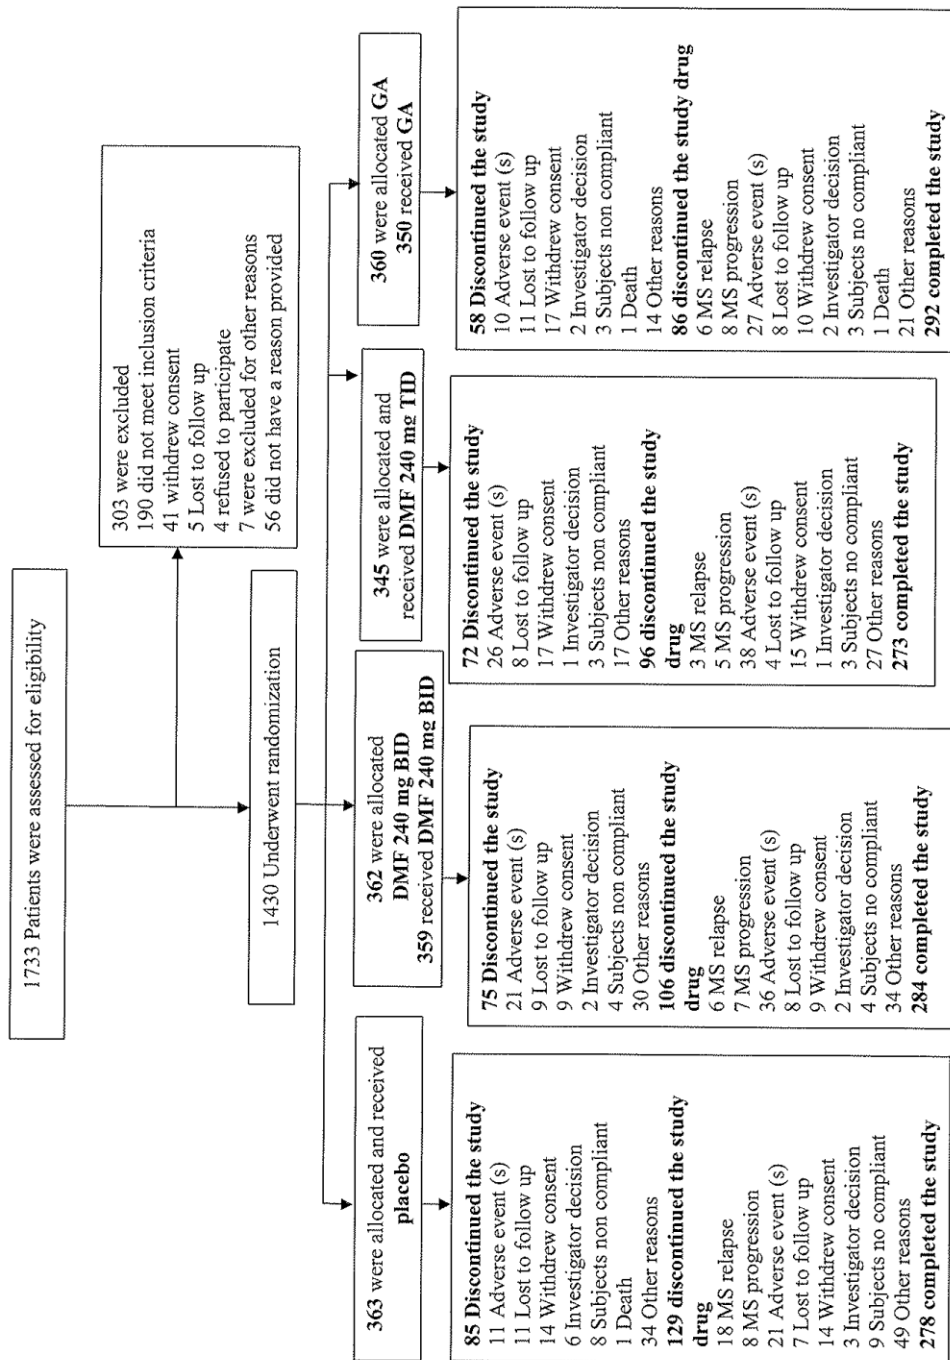 1733 Patients were assessed for eligibility
303 were excluded
190 did not meet inclusion criteria
41 withdrew consent
5 Lost to follow up
4 refused to participate
7 were excluded for other reasons
56 did not have a reason provided
1430 Underwent randomization
363 were allocated and received
placebo
362 were allocated
DMF 240 mg BID
359 received DMF 240 mg BID
345 were allocated and
received DMF 240 mg TID
360 were allocated GA
350 received GA
85 Discontinued the study
11 Adverse event (s)
11 Lost to follow up
14 Withdrew consent
6 Investigator decision
8 Subjects non compliant
1 Death
34 Other reasons
129 discontinued the study
drug
18 MS relapse
8 MS progression
21 Adverse event (s)
7 Lost to follow up
14 Withdrew consent
3 Investigator decision
9 Subjects no compliant
49 Other reasons
278 completed the study
75 Discontinued the study
21 Adverse event (s)
9 Lost to follow up
9 Withdrew consent
2 Investigator decision
4 Subjects non compliant
30 Other reasons
106 discontinued the study
drug
6 MS relapse
7 MS progression
36 Adverse event (s)
8 Lost to follow up
9 Withdrew consent
2 Investigator decision
4 Subjects no compliant
34 Other reasons
284 completed the study
72 Discontinued the study
26 Adverse event (s)
8 Lost to follow up
17 Withdrew consent
1 Investigator decision
3 Subjects non compliant
17 Other reasons
96 discontinued the study
drug
3 MS relapse
5 MS progression
38 Adverse event (s)
4 Lost to follow up
15 Withdrew consent
1 Investigator decision
3 Subjects no compliant
27 Other reasons
273 completed the study
58 Discontinued the study
10 Adverse event (s)
11 Lost to follow up
17 Withdrew consent
2 Investigator decision
3 Subjects non compliant
1 Death
14 Other reasons
86 discontinued the study drug
6 MS relapse
8 MS progression
27 Adverse event (s)
8 Lost to follow up
10 Withdrew consent
2 Investigator decision
3 Subjects no compliant
1 Death
21 Other reasons
292 completed the study